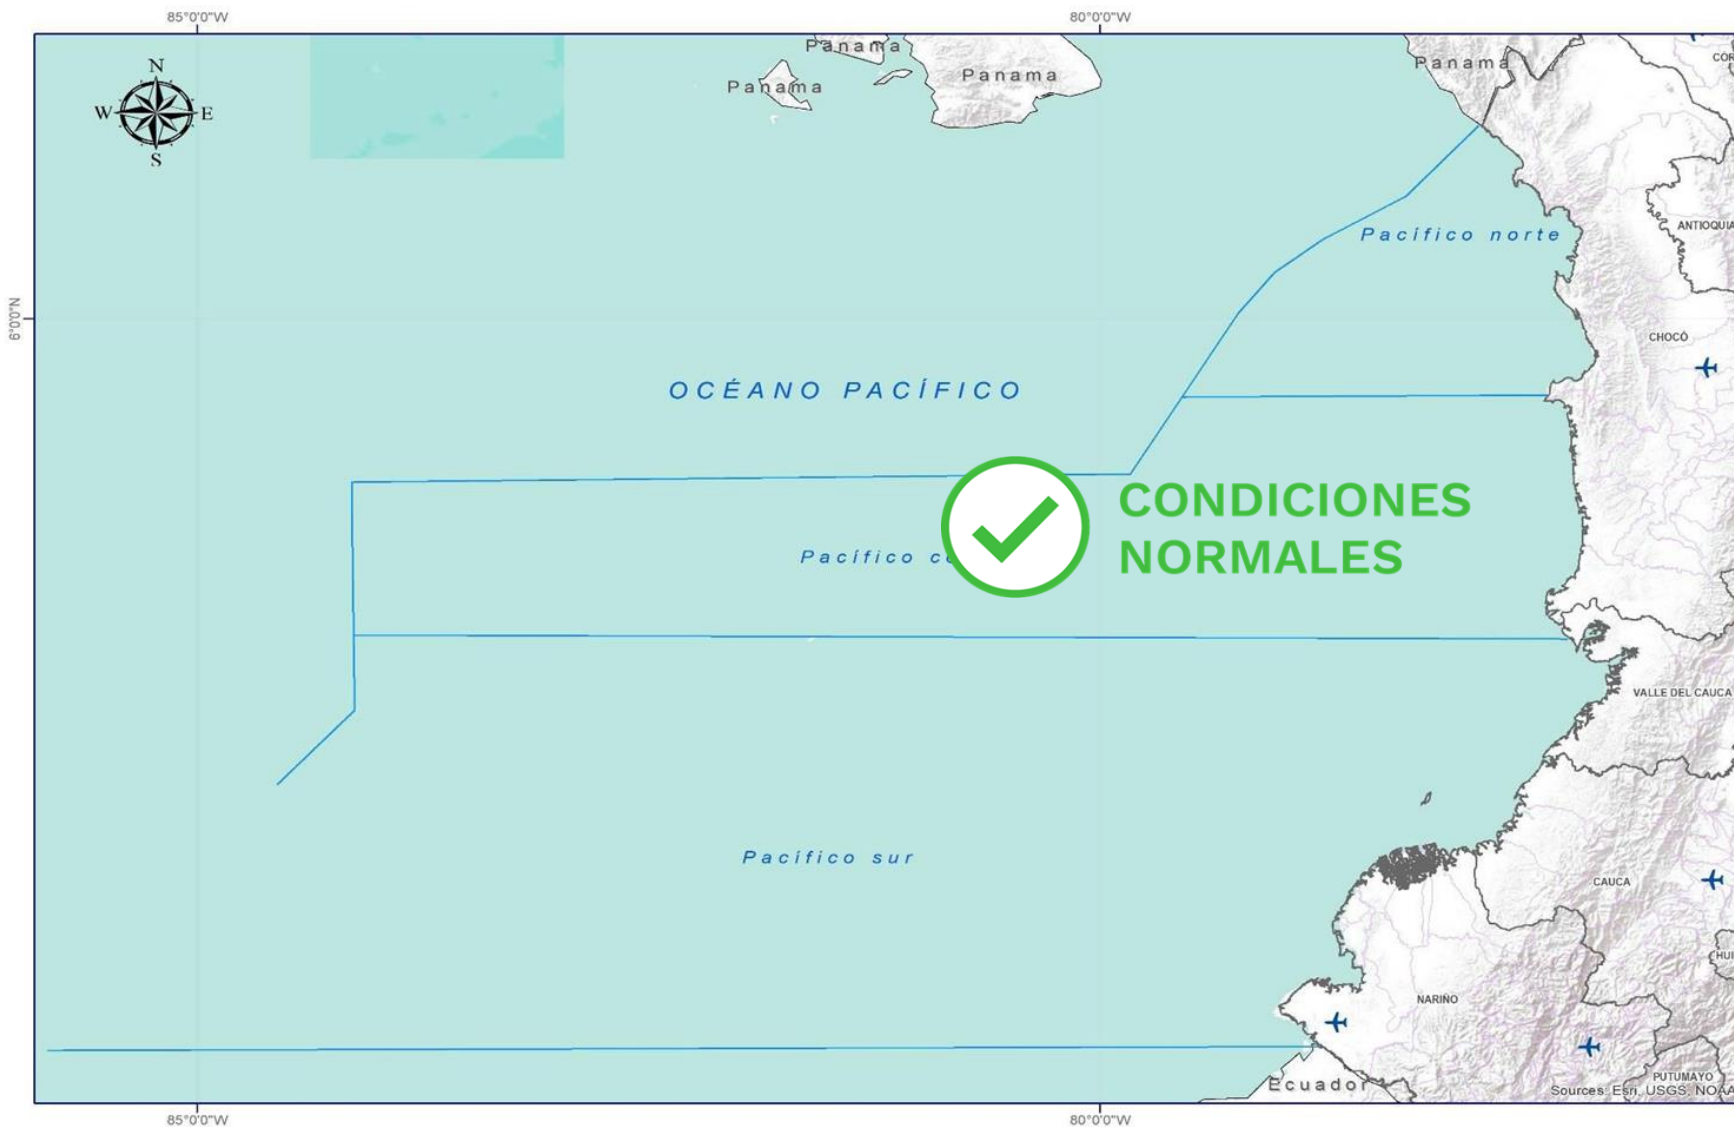 85°0'0"W
80°0'0"W
N
W
E
S
Panama
Panama
Panama
Panama
Pacífico norte
ANTIOQUIA
6°0'0"N
CHOCÓ
OCÉANO PACÍFICO
CONDICIONES
NORMALES
Pacífico
VALLE DEL CAUCA
Pacífico sur
CAUCA
NARIÑO
Ecuador
PUTUMAYO
Sources: Esri, USGS, NOAA
85°0'0"W
80°0'0"W